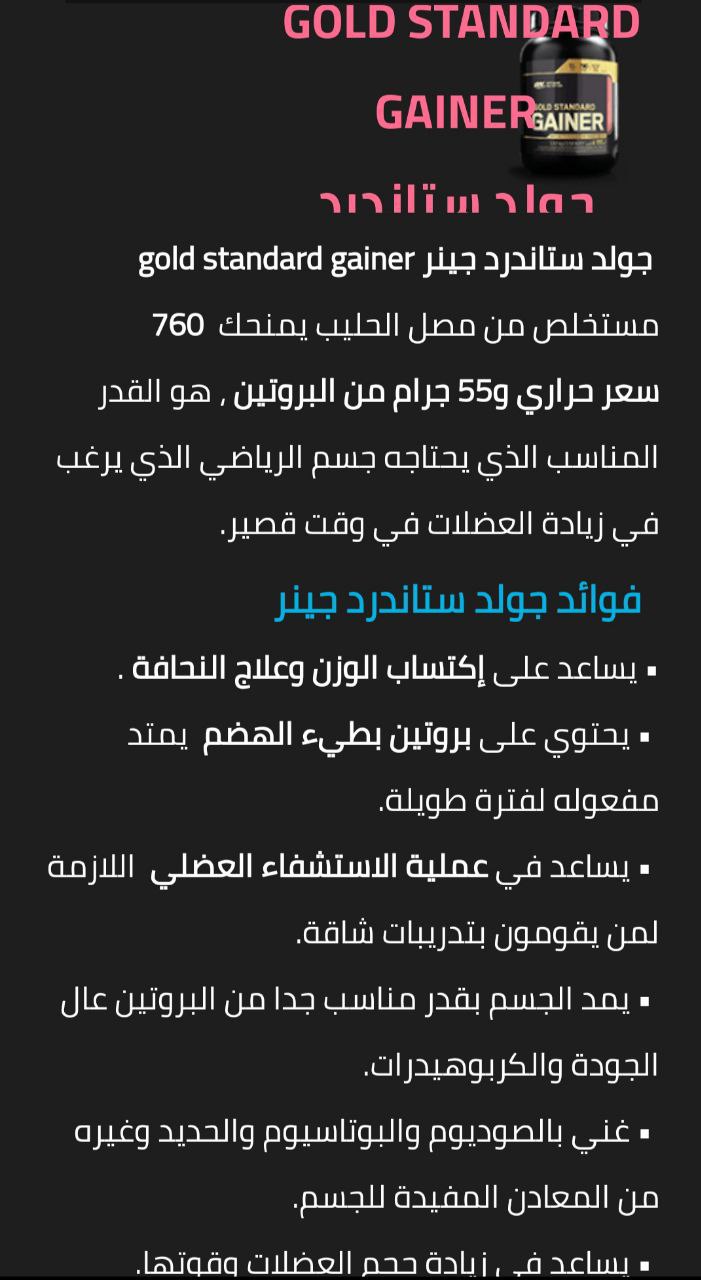 GOLD STANDARD
GAINER
GOLD STANDARD
GAINER
جولد ستاندرد
جولد ستاندرد جينر gold standard gainer
مستخلص من مصل الحليب يمنحك 760
سعر حراري و55 جرام من البروتين , هو القدر
المناسب الذي يحتاجه جسم الرياضي الذي يرغب
في زيادة العضلات في وقت قصير.
فوائد جولد ستاندرد جينر
▪ يساعد على إكتساب الوزن وعلاج النحافة .
▪ يحتوي على بروتين بطيء الهضم يمتد
مفعوله لفترة طويلة.
▪ يساعد في عملية الاستشفاء العضلي اللازمة
لمن يقومون بتدريبات شاقة.
▪ يمد الجسم بقدر مناسب جدا من البروتين عال
الجودة والكربوهيدرات.
▪ غني بالصوديوم والبوتاسيوم والحديد وغيره
من المعادن المفيدة للجسم.
▪ يساعد في زيادة حجم العضلات وقوتها.